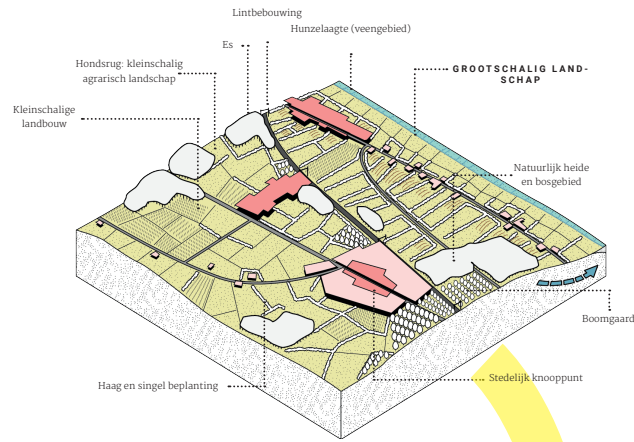 Lintbebouwing
Hunzelaagte (veengebied)
Es
Hondsrug: kleinschalig
agrarisch landschap
GROOTSCHALIG LAND-
SCHAP
Kleinschalige
landbouw
Natuurlijk heide
en bosgebied
Boomgaard
Haag en singel beplanting
Stedelijk knooppunt